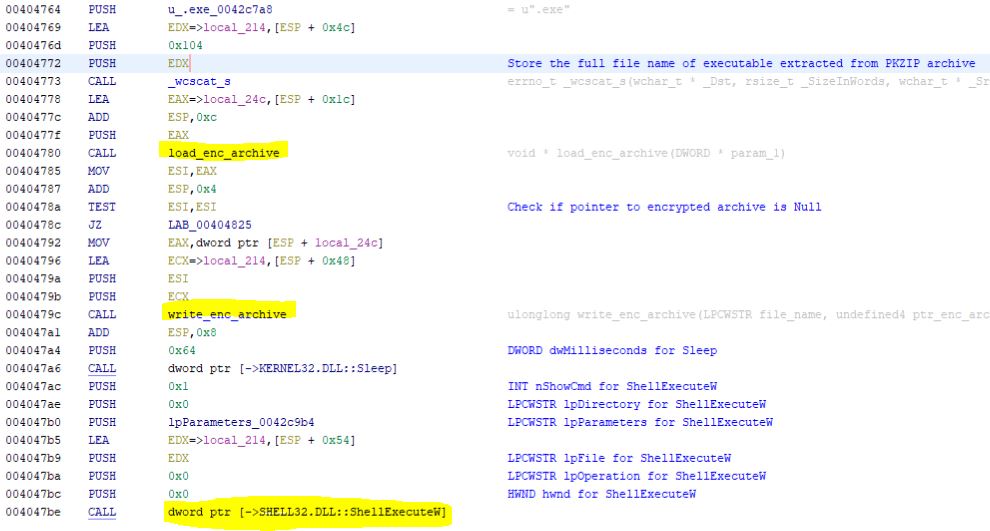 00404764 PUSH u_.exe_0042c7a8 = u".exe"
00404769 LEA EDX=>local_214,[ESP + 0x4c]
0040476d PUSH 0x104
00404772 PUSH EDX Store the full file name of executable extracted from PKZIP archive
00404773 CALL _wcscat_s errno_t _wcscat_s(wchar_t * _Dst, rsize_t _SizeInWords, wchar_t * _Sr
00404778 LEA EAX=>local_24c,[ESP + 0x1c]
0040477c ADD ESP,0xc
0040477f PUSH EAX
00404780 CALL load_enc_archive void * load_enc_archive(DWORD * param_1)
00404785 MOV ESI,EAX
00404787 ADD ESP,0x4
0040478a TEST ESI,ESI Check if pointer to encrypted archive is Null
0040478c JZ LAB_00404825
00404792 MOV EAX,dword ptr [ESP + local_24c]
00404796 LEA ECX=>local_214,[ESP + 0x48]
0040479a PUSH ESI
0040479b PUSH ECX
0040479c CALL write_enc_archive ulonglong write_enc_archive(LPCWSTR file_name, undefined4 ptr_enc_arc
004047a1 ADD ESP,0x8
004047a4 PUSH 0x64 DWORD dwMilliseconds for Sleep
004047a6 CALL dword ptr [->KERNEL32.DLL::Sleep]
004047ac PUSH 0x1 INT nShowCmd for ShellExecuteW
004047ae PUSH 0x0 LPCWSTR lpDirectory for ShellExecuteW
004047b0 PUSH lpParameters_0042c9b4 LPCWSTR lpParameters for ShellExecuteW
004047b5 LEA EDX=>local_214,[ESP + 0x54]
004047b9 PUSH EDX LPCWSTR lpFile for ShellExecuteW
004047ba PUSH 0x0 LPCWSTR lpOperation for ShellExecuteW
004047bc PUSH 0x0 HWND hwnd for ShellExecuteW
004047be CALL dword ptr [->SHELL32.DLL::ShellExecuteW]